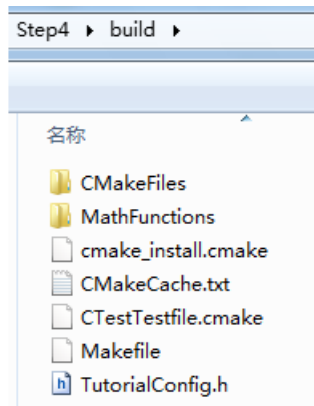 Step4 ▸ build ▸
名称
CMakeFiles
MathFunctions
cmake_install.cmake
CMakeCache.txt
CTestTestfile.cmake
Makefile
TutorialConfig.h